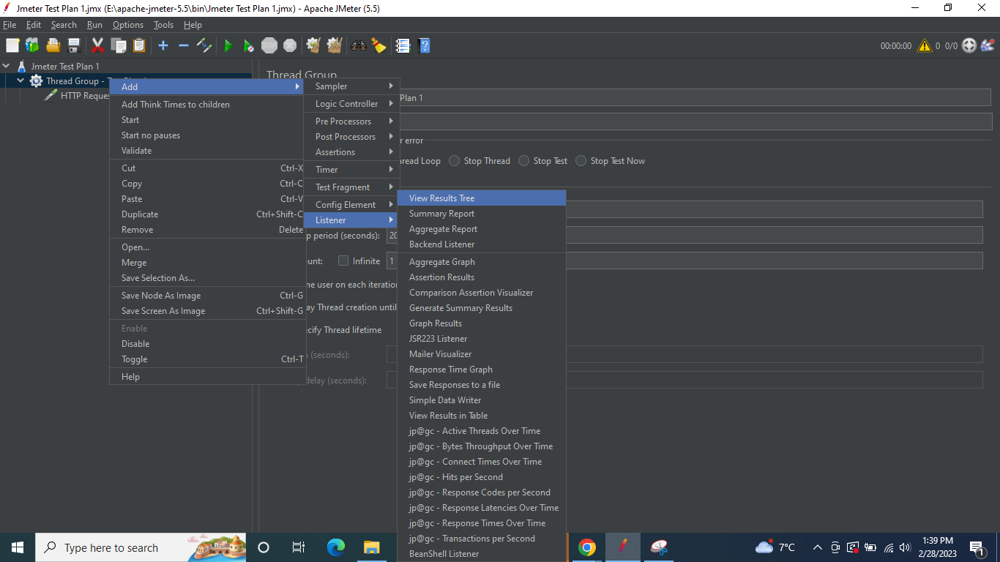 Jmeter Test Plan 1.jmx (E:\apache-jmeter-5.5\bin\Jmeter Test Plan 1.jmx) - Apache JMeter (5.5)
File Edit Search Run Options Tools Help
STOP 00:00:00 0 0/0
Jmeter Test Plan 1
Thread Group -
HTTP Reques
Add
Add Think Times to children
Start
Start no pauses
Validate
Cut Ctrl-X
Copy Ctrl-C
Paste Ctrl-V
Duplicate Ctrl+Shift-C
Remove Delete
Open...
Merge
Save Selection As...
Save Node As Image Ctrl-G
Save Screen As Image Ctrl+Shift-G
Enable
Disable
Toggle Ctrl-T
Help
Sampler
Logic Controller
Pre Processors
Post Processors
Assertions
Timer
Test Fragment
Config Element
Listener
View Results Tree
Summary Report
Aggregate Report
Backend Listener
Aggregate Graph
Assertion Results
Comparison Assertion Visualizer
Generate Summary Results
Graph Results
JSR223 Listener
Mailer Visualizer
Response Time Graph
Save Responses to a file
Simple Data Writer
View Results in Table
jp@gc - Active Threads Over Time
jp@gc - Bytes Throughput Over Time
jp@gc - Connect Times Over Time
jp@gc - Hits per Second
jp@gc - Response Codes per Second
jp@gc - Response Latencies Over Time
jp@gc - Response Times Over Time
jp@gc - Transactions per Second
BeanShell Listener
Thread Group
Plan 1
r error
read Loop Stop Thread Stop Test Stop Test Now
p period (seconds): 20
unt: Infinite 1
ne user on each iteration
ay Thread creation until
cify Thread lifetime
(seconds):
delay (seconds):
Type here to search
7°C
1:39 PM
2/28/2023
1